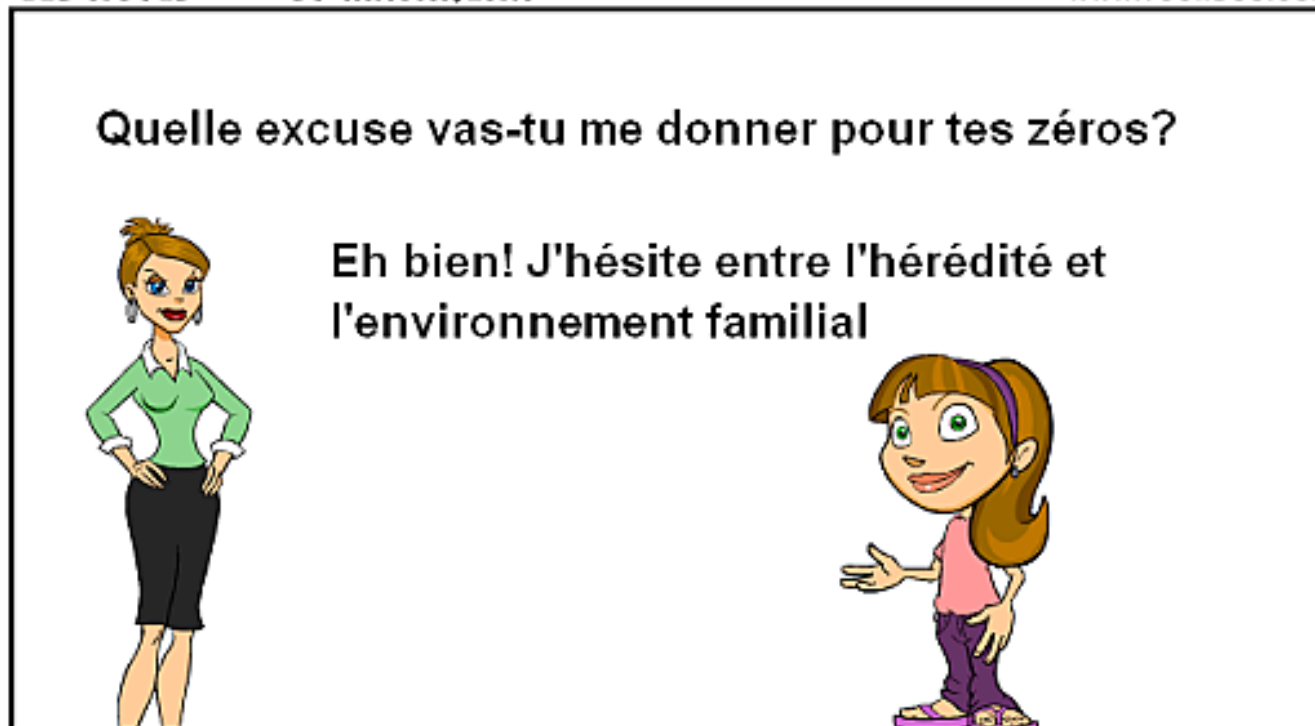 Quelle excuse vas-tu me donner pour tes zéros?
Eh bien! J'hésite entre l'hérédité et
l'environnement familial